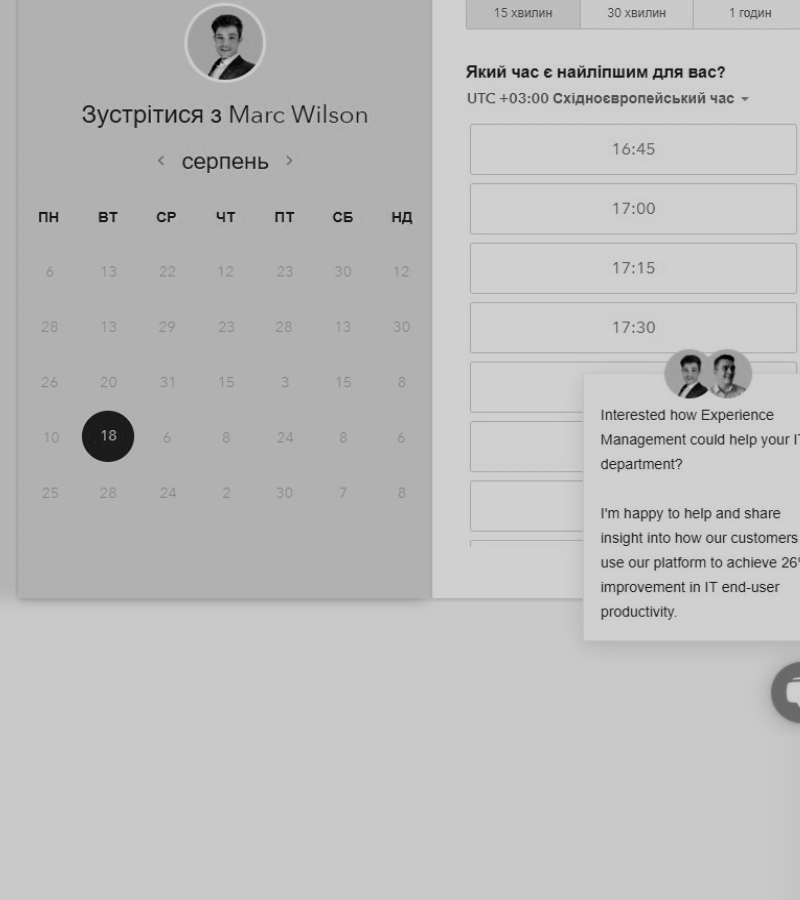 15 хвилин 30 хвилин 1 годин
Зустрітися з Marc Wilson
серпень
ПН ВТ СР ЧТ ПТ СБ НД
6 13 22 12 23 30 12
28 13 29 23 28 13 30
26 20 31 15 3 15 8
10 18 6 8 24 8 6
25 28 24 2 30 7 8
Який час є найліпшим для вас?
UTC +03:00 Східноєвропейський час
16:45
17:00
17:15
17:30
Interested how Experience
Management could help your IT
department?
I'm happy to help and share
insight into how our customers
use our platform to achieve 26%
improvement in IT end-user
productivity.